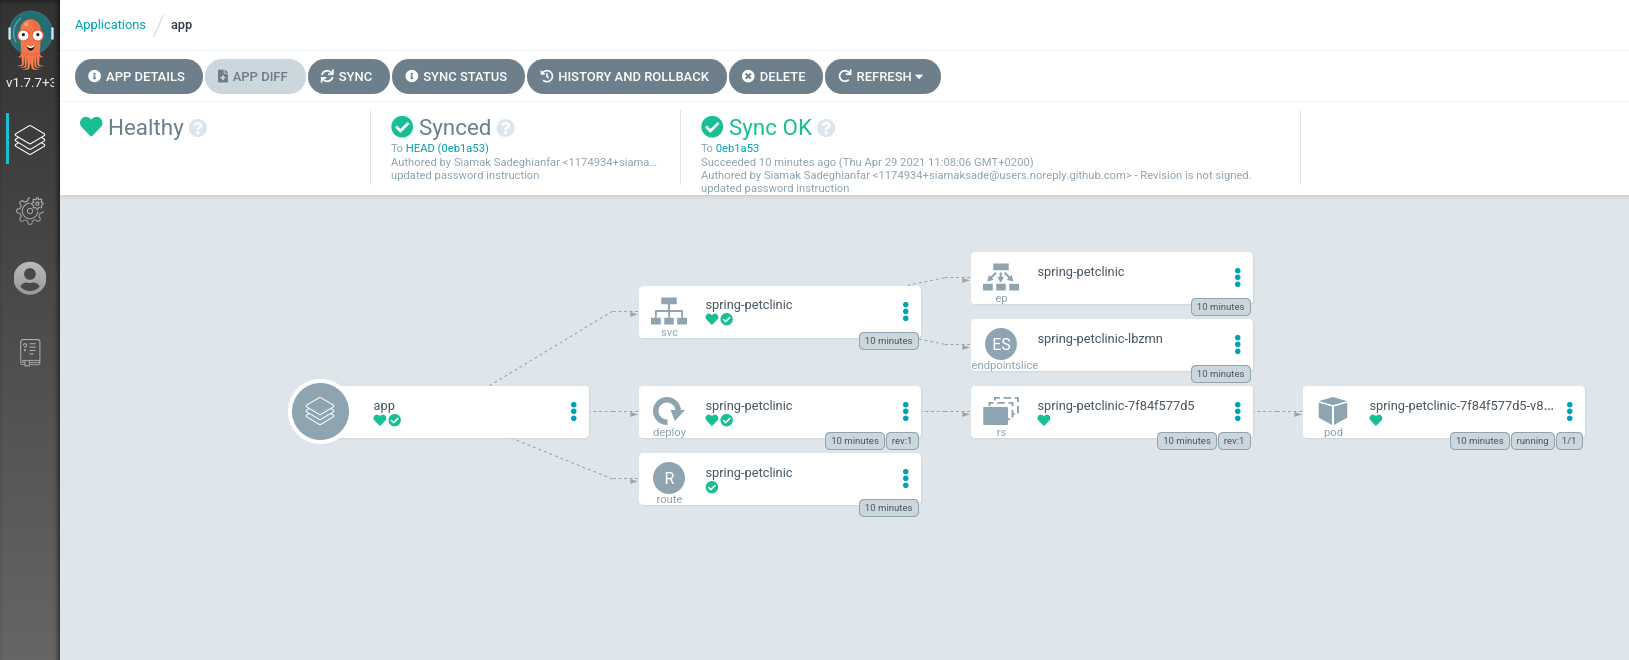 Applications / app
v1.7.7+3
APP DETAILS
APP DIFF
SYNC
SYNC STATUS
HISTORY AND ROLLBACK
DELETE
REFRESH
Healthy
Synced
To HEAD (0eb1a53)
Authored by Siamak Sadeghianfar <1174934+siama...
updated password instruction
Sync OK
To 0eb1a53
Succeeded 10 minutes ago (Thu Apr 29 2021 11:08:06 GMT+0200)
Authored by Siamak Sadeghianfar <1174934+siamaksade@users.noreply.github.com> - Revision is not signed.
updated password instruction
app
spring-petclinic
svc
10 minutes
spring-petclinic
deploy
10 minutes
rev:1
R
spring-petclinic
route
10 minutes
spring-petclinic
ep
10 minutes
ES
spring-petclinic-lbzmn
endpointslice
10 minutes
spring-petclinic-7f84f577d5
rs
10 minutes
rev:1
spring-petclinic-7f84f577d5-v8...
pod
10 minutes
running
1/1